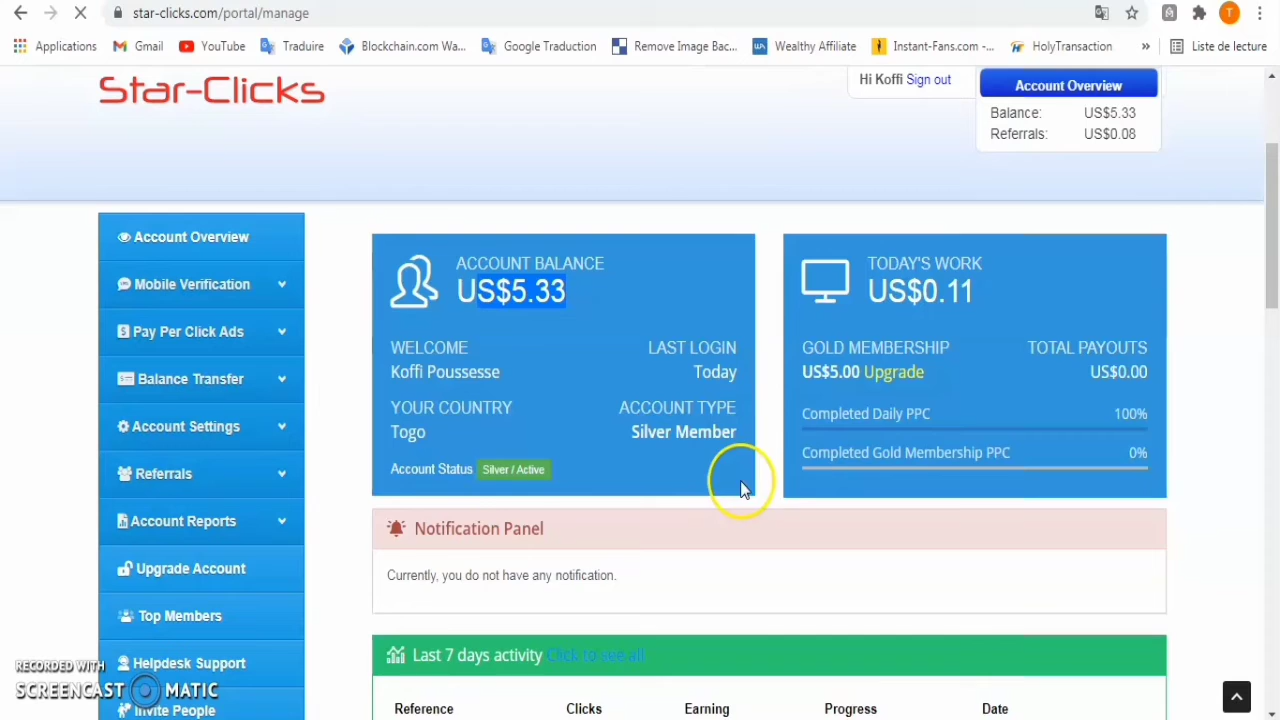 star-clicks.com/portal/manage
T
Applications
Gmail
YouTube
Traduire
Blockchain.com Wa...
Google Traduction
Remove Image Bac...
Wealthy Affiliate
Instant-Fans.com -...
HolyTransaction
»
Liste de lecture
Star-Clicks
Hi Koffi Sign out
Account Overview
Balance: US$5.33
Referrals: US$0.08
Account Overview
Mobile Verification
Pay Per Click Ads
Balance Transfer
Account Settings
Referrals
Account Reports
Upgrade Account
Top Members
Helpdesk Support
Invite People
ACCOUNT BALANCE
US$5.33
WELCOME LAST LOGIN
Koffi Poussesse Today
YOUR COUNTRY ACCOUNT TYPE
Togo Silver Member
Account Status Silver / Active
TODAY'S WORK
US$0.11
GOLD MEMBERSHIP TOTAL PAYOUTS
US$5.00 Upgrade US$0.00
Completed Daily PPC 100%
Completed Gold Membership PPC 0%
Notification Panel
Currently, you do not have any notification.
Last 7 days activity Click to see all
Reference Clicks Earning Progress Date
RECORDED WITH
SCREENCAST MATIC